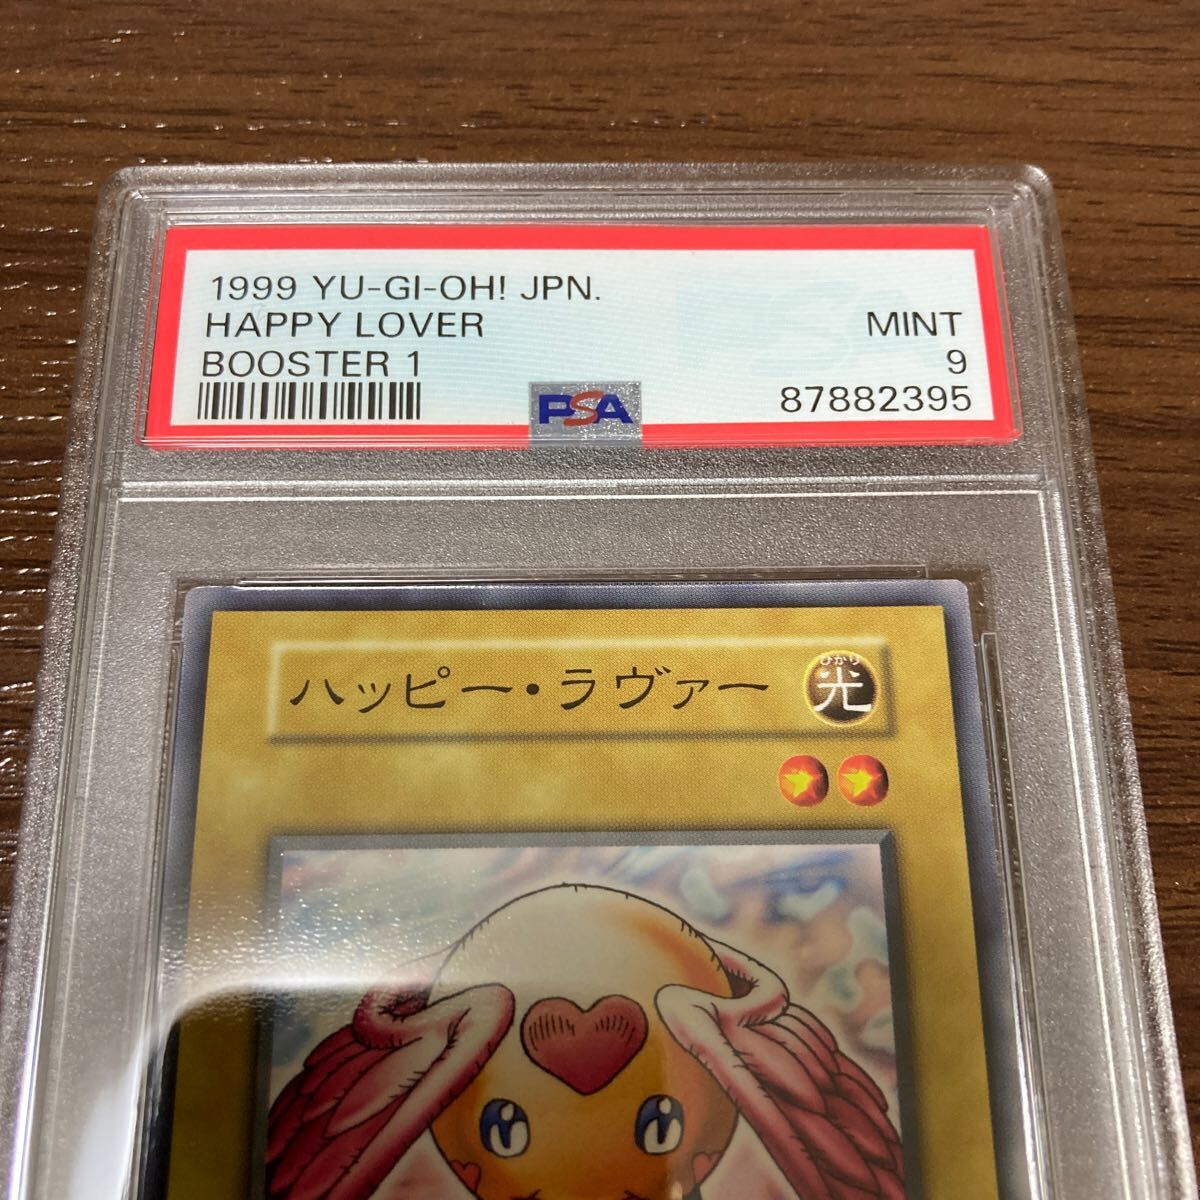 1999 YU-GI-OH! JPN.
HAPPY LOVER
MINT
BOOSTER 1
9
PSA
87882395
ハッピー・ラヴァー
ひかり
光